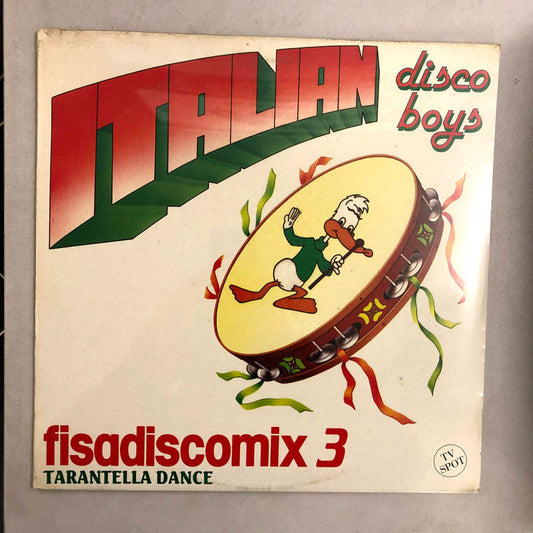 ITALIAN
disco
boys
fisadiscomix 3
TARANTELLA DANCE
TV
SPOT